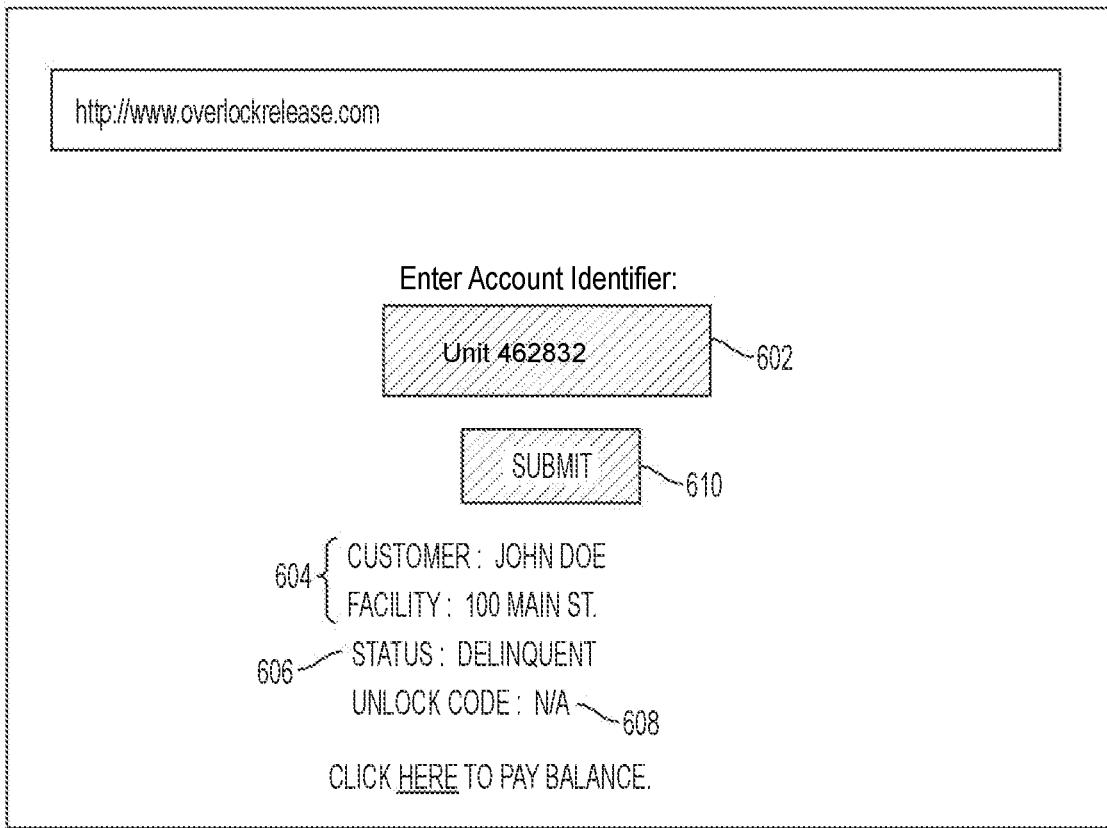 http://www.overlockrelease.com
Enter Account Identifier:
Unit 462832
602
SUBMIT
610
604
CUSTOMER : JOHN DOE
FACILITY : 100 MAIN ST.
606
STATUS : DELINQUENT
UNLOCK CODE : N/A
608
CLICK HERE TO PAY BALANCE.